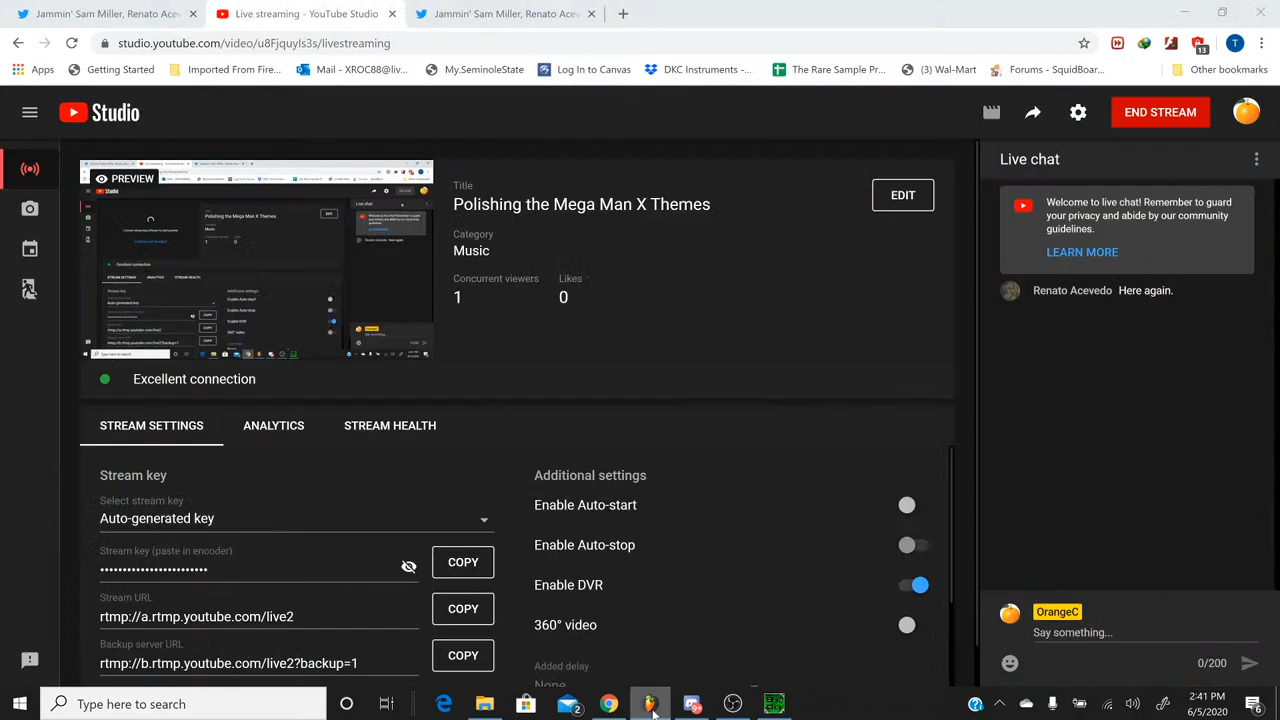 Jammin' Sam Miller, Renato Acev
Live streaming - YouTube Studio
Jammin' Sam Miller, Renato Acev
studio.youtube.com/video/u8Fjquyls3s/livestreaming
13
T
Apps
Getting Started
Imported From Fire...
Mail - XROC88@liv...
My.SeminoleState
Log In to Canvas
DKC Instruments -...
The Rare Sample Pr...
(3) Wal-Mart
Forums - SquidBoar...
Other bookmarks
Studio
END STREAM
PREVIEW
Title
Polishing the Mega Man X Themes
EDIT
Category
Music
Concurrent viewers
Likes
1
0
Excellent connection
STREAM SETTINGS
ANALYTICS
STREAM HEALTH
Stream key
Select stream key
Auto-generated key
Stream key (paste in encoder)
COPY
Stream URL
rtmp://a.rtmp.youtube.com/live2
COPY
Backup server URL
rtmp://b.rtmp.youtube.com/live2?backup=1
COPY
Additional settings
Enable Auto-start
Enable Auto-stop
Enable DVR
360° video
Added delay
None
Live chat
Welcome to live chat! Remember to guard
your privacy and abide by our community
guidelines.
LEARN MORE
Renato Acevedo Here again.
OrangeC
Say something...
0/200
Type here to search
2
2:41 PM
6/5/2020
6